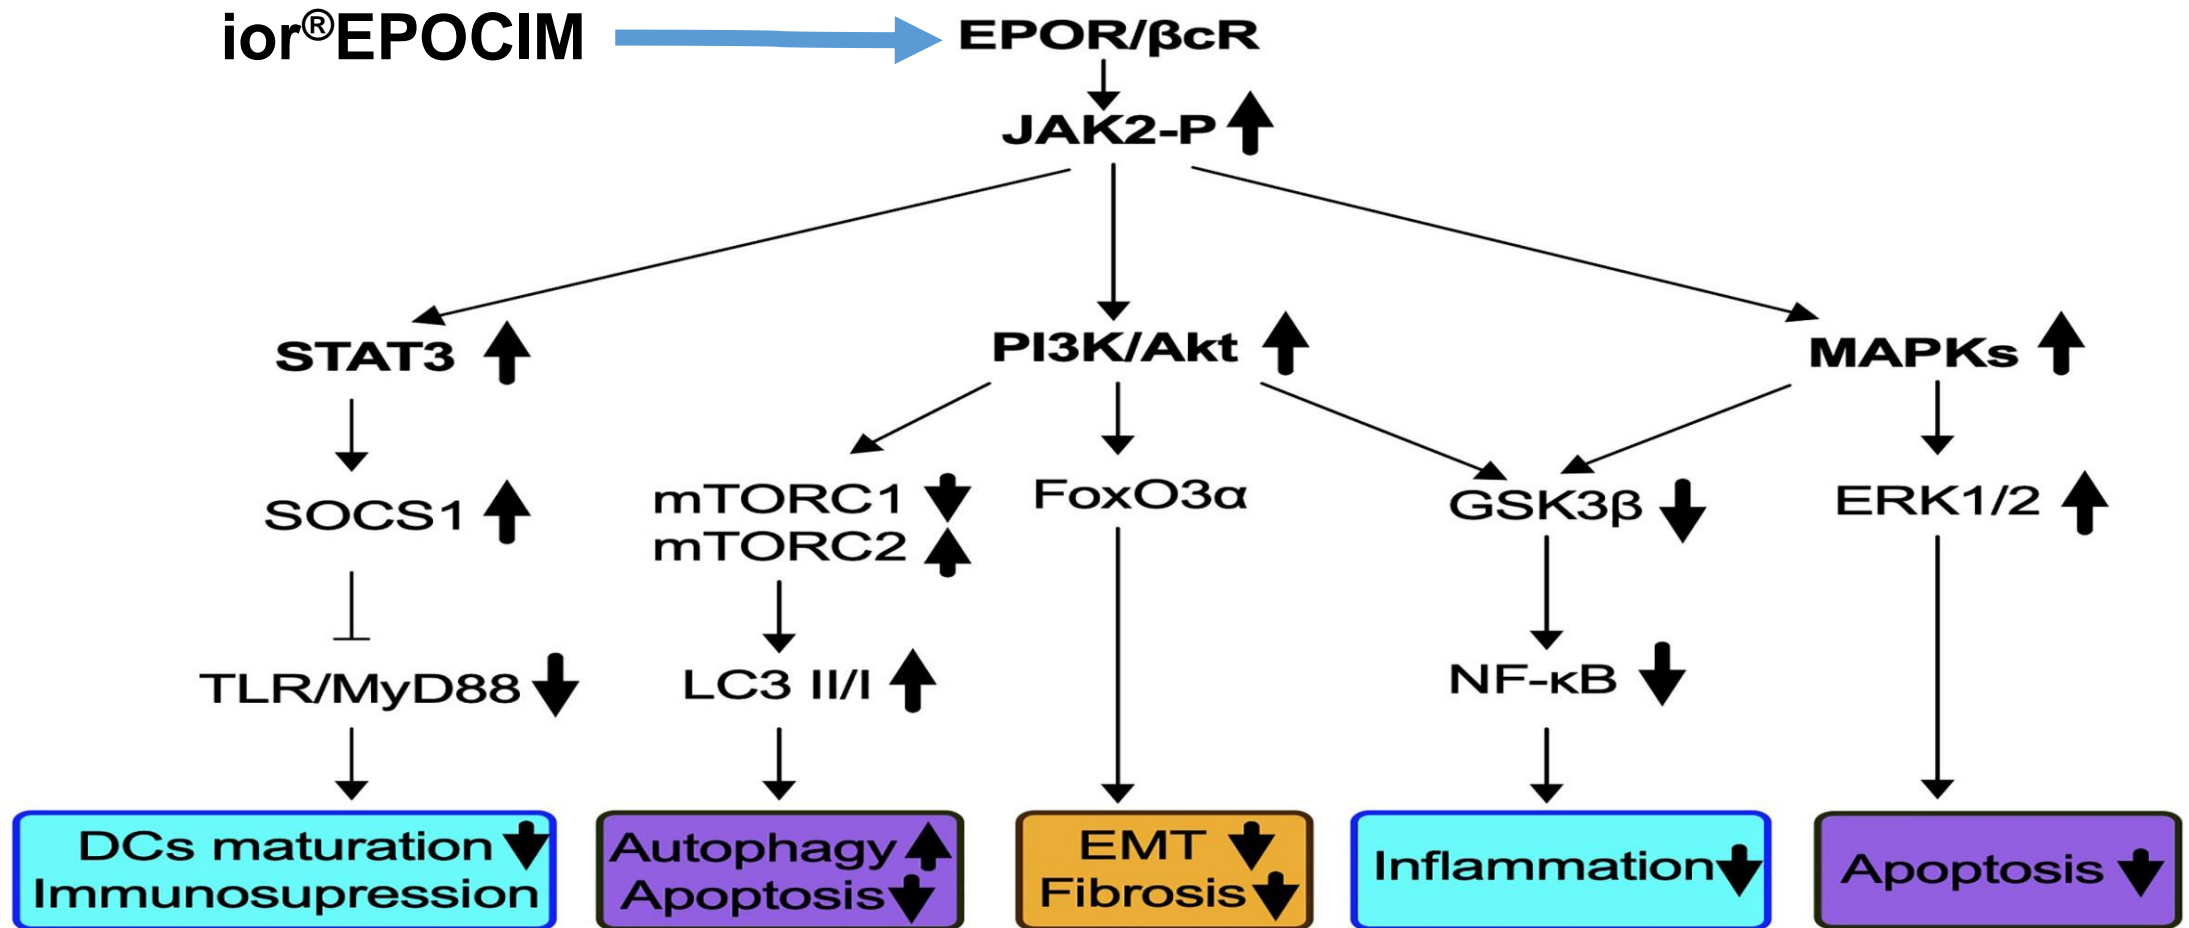 ior®EPOCIM
EPOR/βcR
JAK2-P
STAT3
PI3K/Akt
MAPKs
SOCS1
mTORC1
mTORC2
FoxO3α
GSK3β
ERK1/2
TLR/MyD88
LC3 II/I
NF-κB
DCs maturation
Immunosupression
Autophagy
Apoptosis
EMT
Fibrosis
Inflammation
Apoptosis